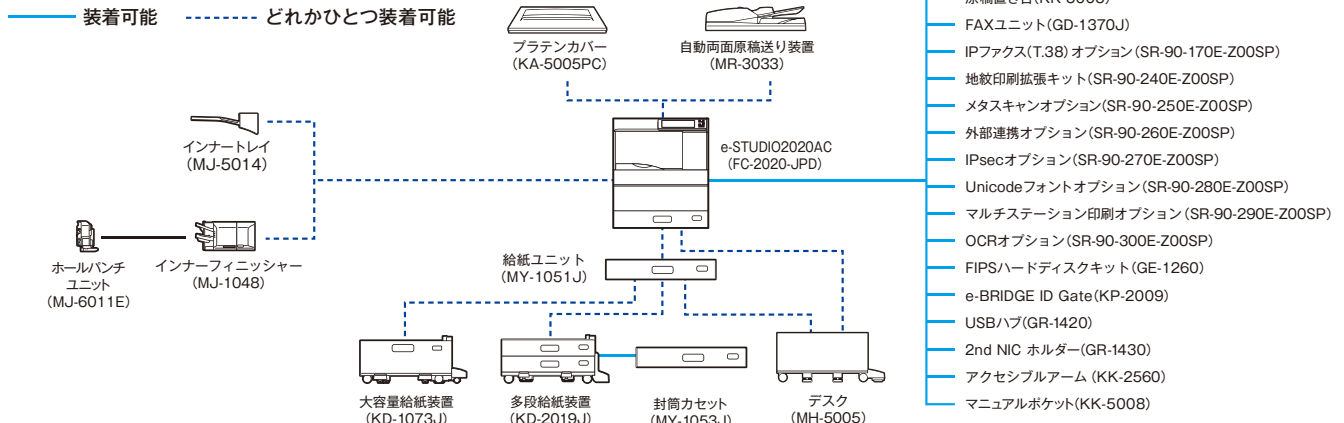 装着可能
どれかひとつ装着可能
プラテンカバー
(KA-5005PC)
自動両面原稿送り装置
(MR-3033)
インナートレイ
(MJ-5014)
e-STUDIO2020AC
(FC-2020-JPD)
ホールパンチ
ユニット
(MJ-6011E)
インナーフィニッシャー
(MJ-1048)
給紙ユニット
(MY-1051J)
大容量給紙装置
(KD-1073J)
多段給紙装置
(KD-2019J)
封筒カセット
(MY-1053J)
デスク
(MH-5005)
原稿置き台(KK-5005)
FAXユニット(GD-1370J)
IPファクス(T.38) オプション(SR-90-170E-Z00SP)
地紋印刷拡張キット(SR-90-240E-Z00SP)
メタスキャンオプション(SR-90-250E-Z00SP)
外部連携オプション(SR-90-260E-Z00SP)
IPsecオプション(SR-90-270E-Z00SP)
Unicodeフォントオプション(SR-90-280E-Z00SP)
マルチステーション印刷オプション(SR-90-290E-Z00SP)
OCRオプション(SR-90-300E-Z00SP)
FIPSハードディスクキット(GE-1260)
e-BRIDGE ID Gate(KP-2009)
USBハブ(GR-1420)
2nd NIC ホルダー(GR-1430)
アクセシブルアーム (KK-2560)
マニュアルポケット(KK-5008)